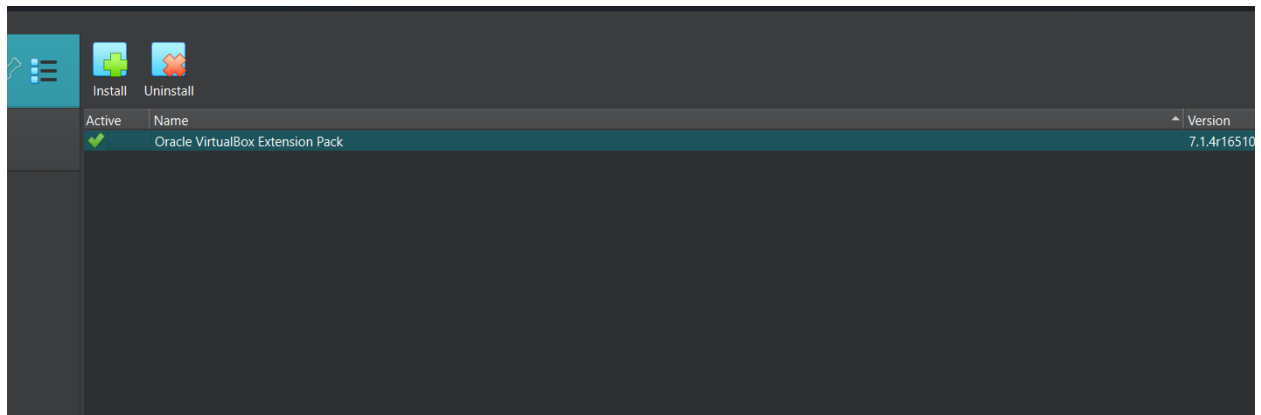 Install Uninstall
Active Name Version
Oracle VirtualBox Extension Pack 7.1.4r16510